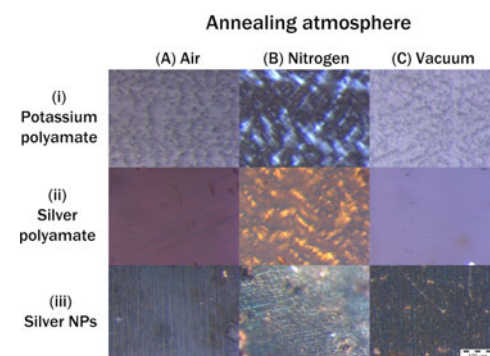 Annealing atmosphere
(A) Air (B) Nitrogen (C) Vacuum
(i)
Potassium
polyamate
(ii)
Silver
polyamate
(iii)
Silver NPs